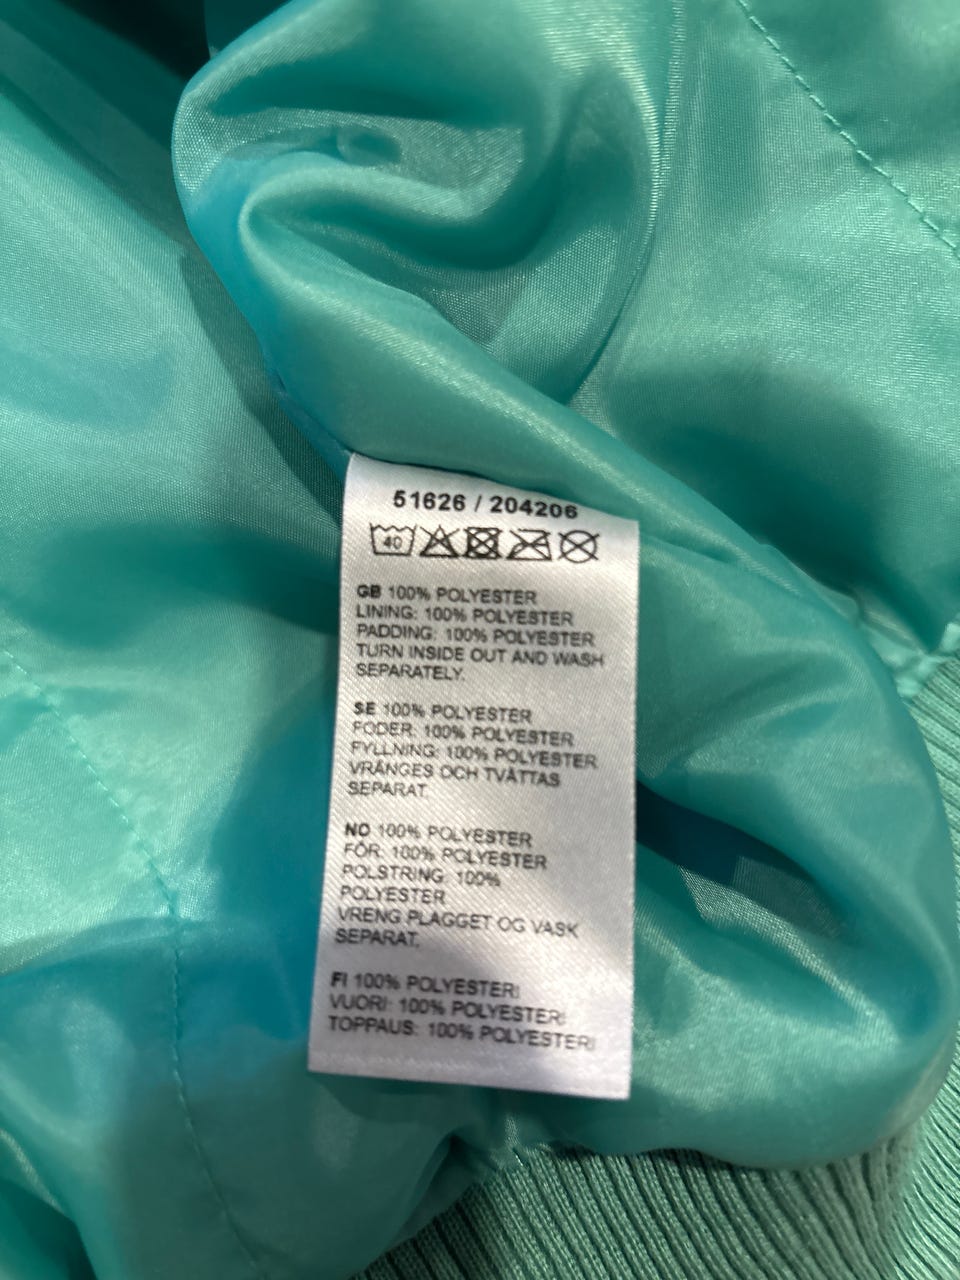 51626 / 204206
40
GB 100% POLYESTER
LINING: 100% POLYESTER
PADDING: 100% POLYESTER
TURN INSIDE OUT AND WASH
SEPARATELY.
SE 100% POLYESTER
FODER: 100% POLYESTER
FYLLNING: 100% POLYESTER
VRÄNGES OCH TVÄTTAS
SEPARAT.
NO 100% POLYESTER
FÔR: 100% POLYESTER
POLSTRING: 100%
POLYESTER
VRENG PLAGGET OG VASK
SEPARAT.
FI 100% POLYESTERI
VUORI: 100% POLYESTERI
TOPPAUS: 100% POLYESTERI